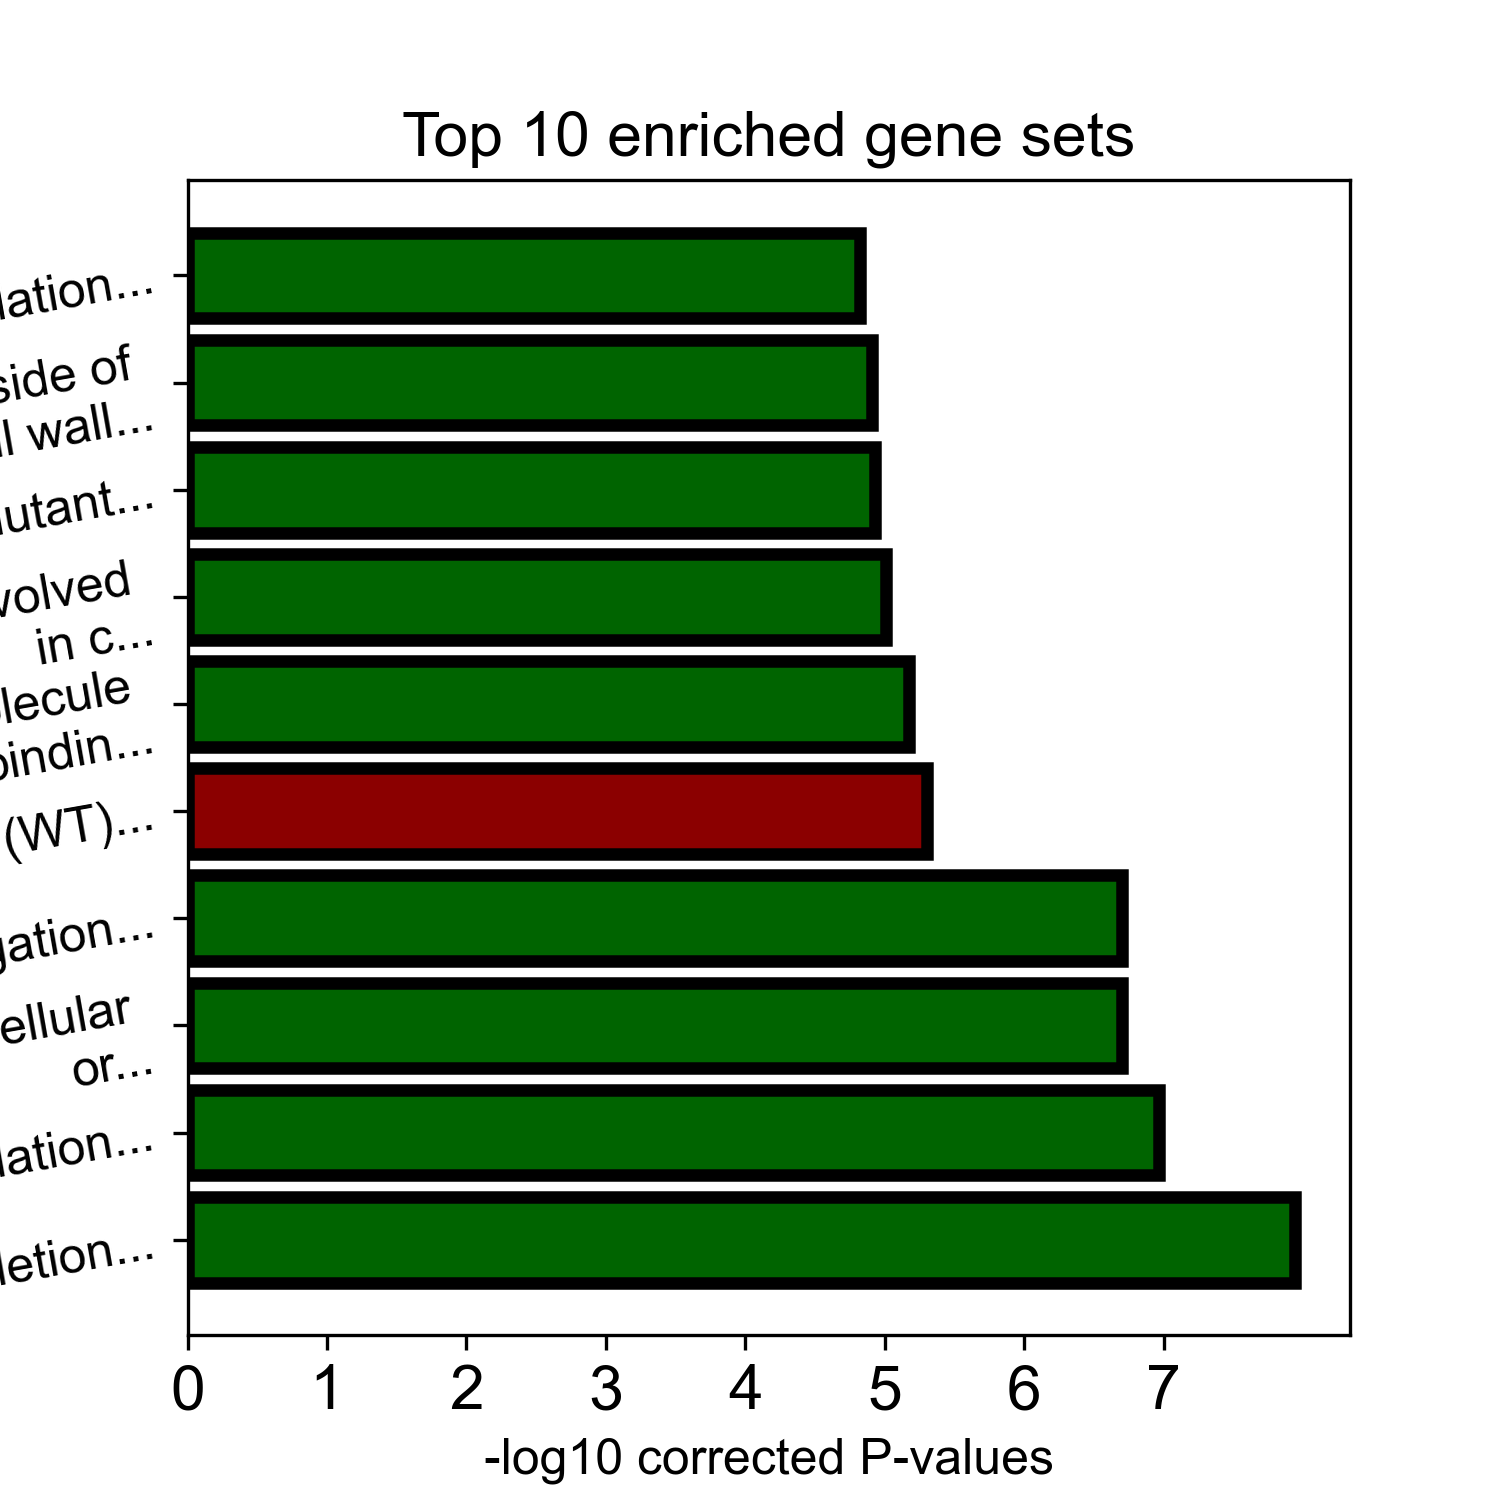 Top 10 enriched gene sets
lation...
side of
l wall...
utant...
volved
in c...
lecule
bindin...
(WT)...
gation...
ellular
or...
lation...
letion...
0 1 2 3 4 5 6 7
-log10 corrected P-values